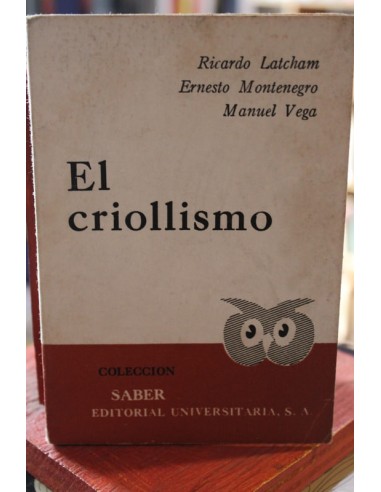 Ricardo Latcham
Ernesto Montenegro
Manuel Vega
El
criollismo
COLECCION
SABER
EDITORIAL UNIVERSITARIA, S. A.